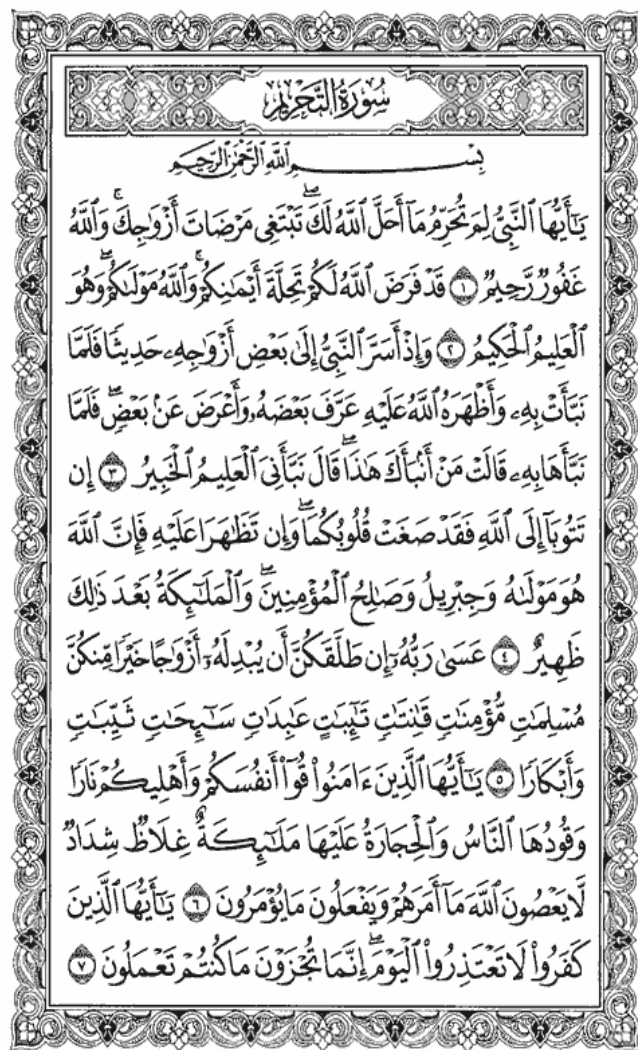 سُورَةُ التَّحْرِيمِ
بِسْمِ ٱللَّهِ ٱلرَّحْمَٰنِ ٱلرَّحِيمِ
يَٰٓأَيُّهَا ٱلنَّبِىُّ لِمَ تُحَرِّمُ مَآ أَحَلَّ ٱللَّهُ لَكَۖ تَبْتَغِى مَرْضَاتَ أَزْوَٰجِكَۚ وَٱللَّهُ
غَفُورٌ رَّحِيمٌ ١ قَدْ فَرَضَ ٱللَّهُ لَكُمْ تَحِلَّةَ أَيْمَٰنِكُمْۚ وَٱللَّهُ مَوْلَىٰكُمْۖ وَهُوَ
ٱلْعَلِيمُ ٱلْحَكِيمُ ٢ وَإِذْ أَسَرَّ ٱلنَّبِىُّ إِلَىٰ بَعْضِ أَزْوَٰجِهِۦ حَدِيثًا فَلَمَّا
نَبَّأَتْ بِهِۦ وَأَظْهَرَهُ ٱللَّهُ عَلَيْهِ عَرَّفَ بَعْضَهُۥ وَأَعْرَضَ عَنۢ بَعْضٍۖ فَلَمَّا
نَبَّأَهَا بِهِۦ قَالَتْ مَنْ أَنۢبَأَكَ هَٰذَاۖ قَالَ نَبَّأَنِىَ ٱلْعَلِيمُ ٱلْخَبِيرُ ٣ إِن
تَتُوبَآ إِلَى ٱللَّهِ فَقَدْ صَغَتْ قُلُوبُكُمَاۖ وَإِن تَظَٰهَرَا عَلَيْهِ فَإِنَّ ٱللَّهَ
هُوَ مَوْلَىٰهُ وَجِبْرِيلُ وَصَٰلِحُ ٱلْمُؤْمِنِينَۖ وَٱلْمَلَٰٓئِكَةُ بَعْدَ ذَٰلِكَ
ظَهِيرٌ ٤ عَسَىٰ رَبُّهُۥٓ إِن طَلَّقَكُنَّ أَن يُبْدِلَهُۥٓ أَزْوَٰجًا خَيْرًا مِّنكُنَّ
مُسْلِمَٰتٍ مُّؤْمِنَٰتٍ قَٰنِتَٰتٍ تَٰٓئِبَٰتٍ عَٰبِدَٰتٍ سَٰٓئِحَٰتٍ ثَيِّبَٰتٍ
وَأَبْكَارًا ٥ يَٰٓأَيُّهَا ٱلَّذِينَ ءَامَنُوا۟ قُوٓا۟ أَنفُسَكُمْ وَأَهْلِيكُمْ نَارًا
وَقُودُهَا ٱلنَّاسُ وَٱلْحِجَارَةُ عَلَيْهَا مَلَٰٓئِكَةٌ غِلَاظٌ شِدَادٌ
لَّا يَعْصُونَ ٱللَّهَ مَآ أَمَرَهُمْ وَيَفْعَلُونَ مَا يُؤْمَرُونَ ٦ يَٰٓأَيُّهَا ٱلَّذِينَ
كَفَرُوا۟ لَا تَعْتَذِرُوا۟ ٱلْيَوْمَۖ إِنَّمَا تُجْزَوْنَ مَا كُنتُمْ تَعْمَلُونَ ٧